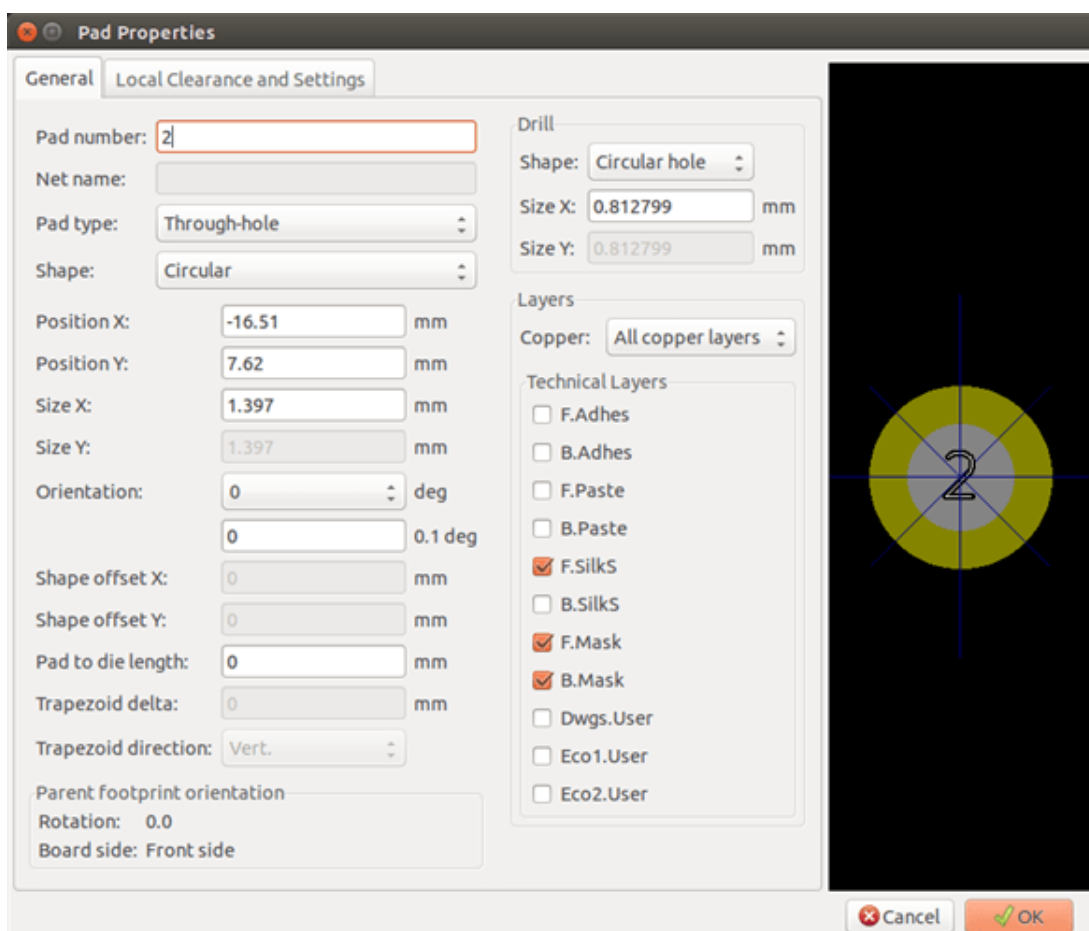 Pad Properties
General Local Clearance and Settings
Pad number: 2
Net name:
Pad type: Through-hole
Shape: Circular
Position X: -16.51 mm
Position Y: 7.62 mm
Size X: 1.397 mm
Size Y: 1.397 mm
Orientation: 0 deg
0 0.1 deg
Shape offset X: 0 mm
Shape offset Y: 0 mm
Pad to die length: 0 mm
Trapezoid delta: 0 mm
Trapezoid direction: Vert.
Parent footprint orientation
Rotation: 0.0
Board side: Front side
Drill
Shape: Circular hole
Size X: 0.812799 mm
Size Y: 0.812799 mm
Layers
Copper: All copper layers
Technical Layers
F.Adhes
B.Adhes
F.Paste
B.Paste
F.SilkS
B.SilkS
F.Mask
B.Mask
Dwgs.User
Eco1.User
Eco2.User
2
Cancel OK